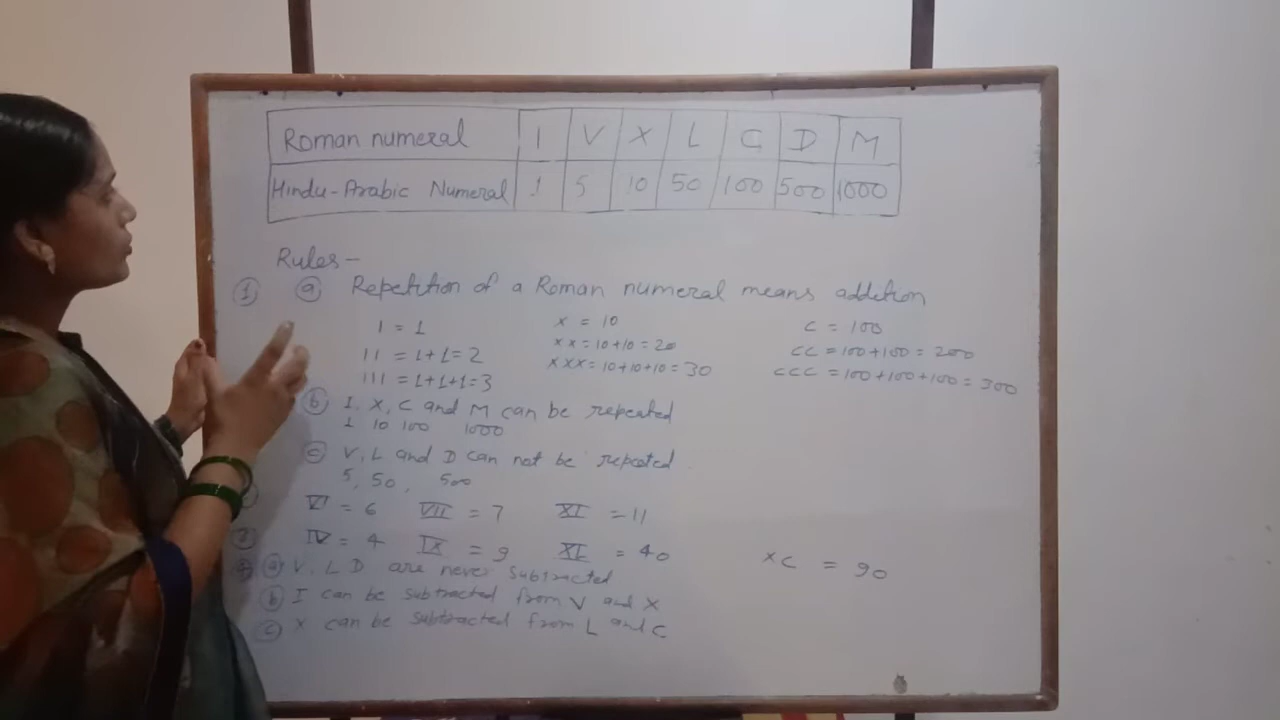 Roman numeral I V X L C D M
Hindu-Arabic Numeral 1 5 10 50 100 500 1000
Rules-
① ⓐ Repetition of a Roman numeral means addition
I = 1 X = 10 C = 100
II = 1+1=2 XX = 10+10=20 CC = 100+100=200
III = 1+1+1=3 XXX=10+10+10=30 CCC =100+100+100=300
ⓑ I, X, C and M can be repeated
1 10 100 1000
ⓒ V, L and D can not be repeated.
5, 50, 500
VI = 6 VII = 7 XI = 11
IV = 4 IX = 9 XL = 40 XC = 90
ⓐ V, L D are never subtracted
ⓑ I can be subtracted from V and X
ⓒ X can be subtracted from L and C